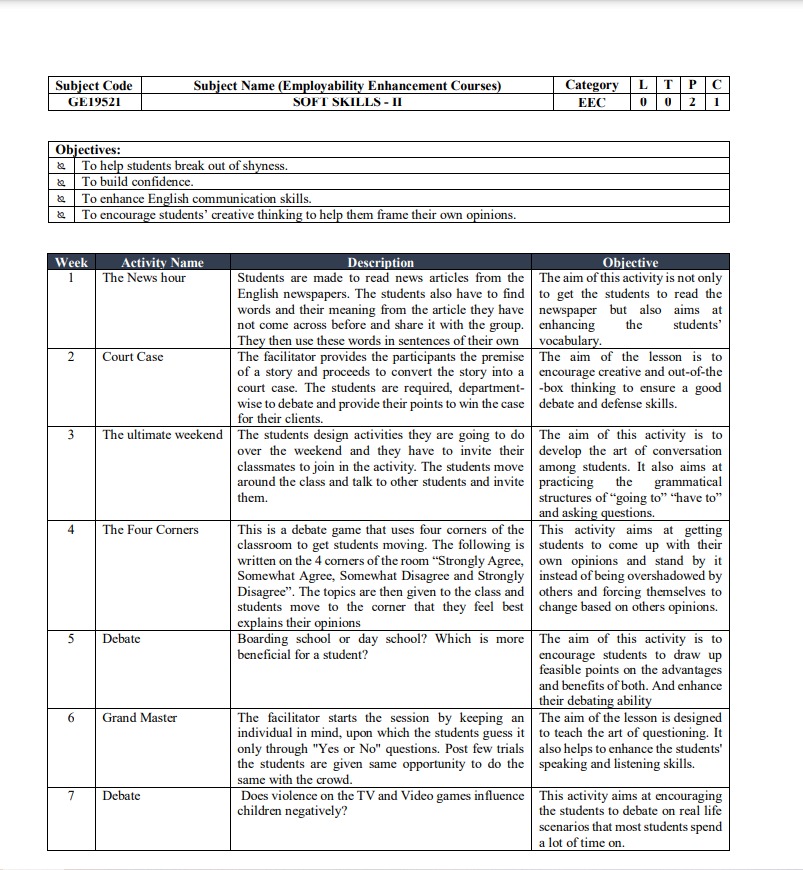 Subject Code Subject Name (Employability Enhancement Courses) Category L T P C
GE19521 SOFT SKILLS - II EEC 0 0 2 1
Objectives:
To help students break out of shyness.
To build confidence.
To enhance English communication skills.
To encourage students’ creative thinking to help them frame their own opinions.
Week Activity Name Description Objective
1 The News hour Students are made to read news articles from the
English newspapers. The students also have to find
words and their meaning from the article they have
not come across before and share it with the group.
They then use these words in sentences of their own
The aim of this activity is not only
to get the students to read the
newspaper but also aims at
enhancing the students’
vocabulary.
2 Court Case The facilitator provides the participants the premise
of a story and proceeds to convert the story into a
court case. The students are required, department-
wise to debate and provide their points to win the case
for their clients.
The aim of the lesson is to
encourage creative and out-of-the
-box thinking to ensure a good
debate and defense skills.
3 The ultimate weekend The students design activities they are going to do
over the weekend and they have to invite their
classmates to join in the activity. The students move
around the class and talk to other students and invite
them.
The aim of this activity is to
develop the art of conversation
among students. It also aims at
practicing the grammatical
structures of “going to” “have to”
and asking questions.
4 The Four Corners This is a debate game that uses four corners of the
classroom to get students moving. The following is
written on the 4 corners of the room “Strongly Agree,
Somewhat Agree, Somewhat Disagree and Strongly
Disagree”. The topics are then given to the class and
students move to the corner that they feel best
explains their opinions
This activity aims at getting
students to come up with their
own opinions and stand by it
instead of being overshadowed by
others and forcing themselves to
change based on others opinions.
5 Debate Boarding school or day school? Which is more
beneficial for a student?
The aim of this activity is to
encourage students to draw up
feasible points on the advantages
and benefits of both. And enhance
their debating ability
6 Grand Master The facilitator starts the session by keeping an
individual in mind, upon which the students guess it
only through "Yes or No" questions. Post few trials
the students are given same opportunity to do the
same with the crowd.
The aim of the lesson is designed
to teach the art of questioning. It
also helps to enhance the students'
speaking and listening skills.
7 Debate Does violence on the TV and Video games influence
children negatively?
This activity aims at encouraging
the students to debate on real life
scenarios that most students spend
a lot of time on.